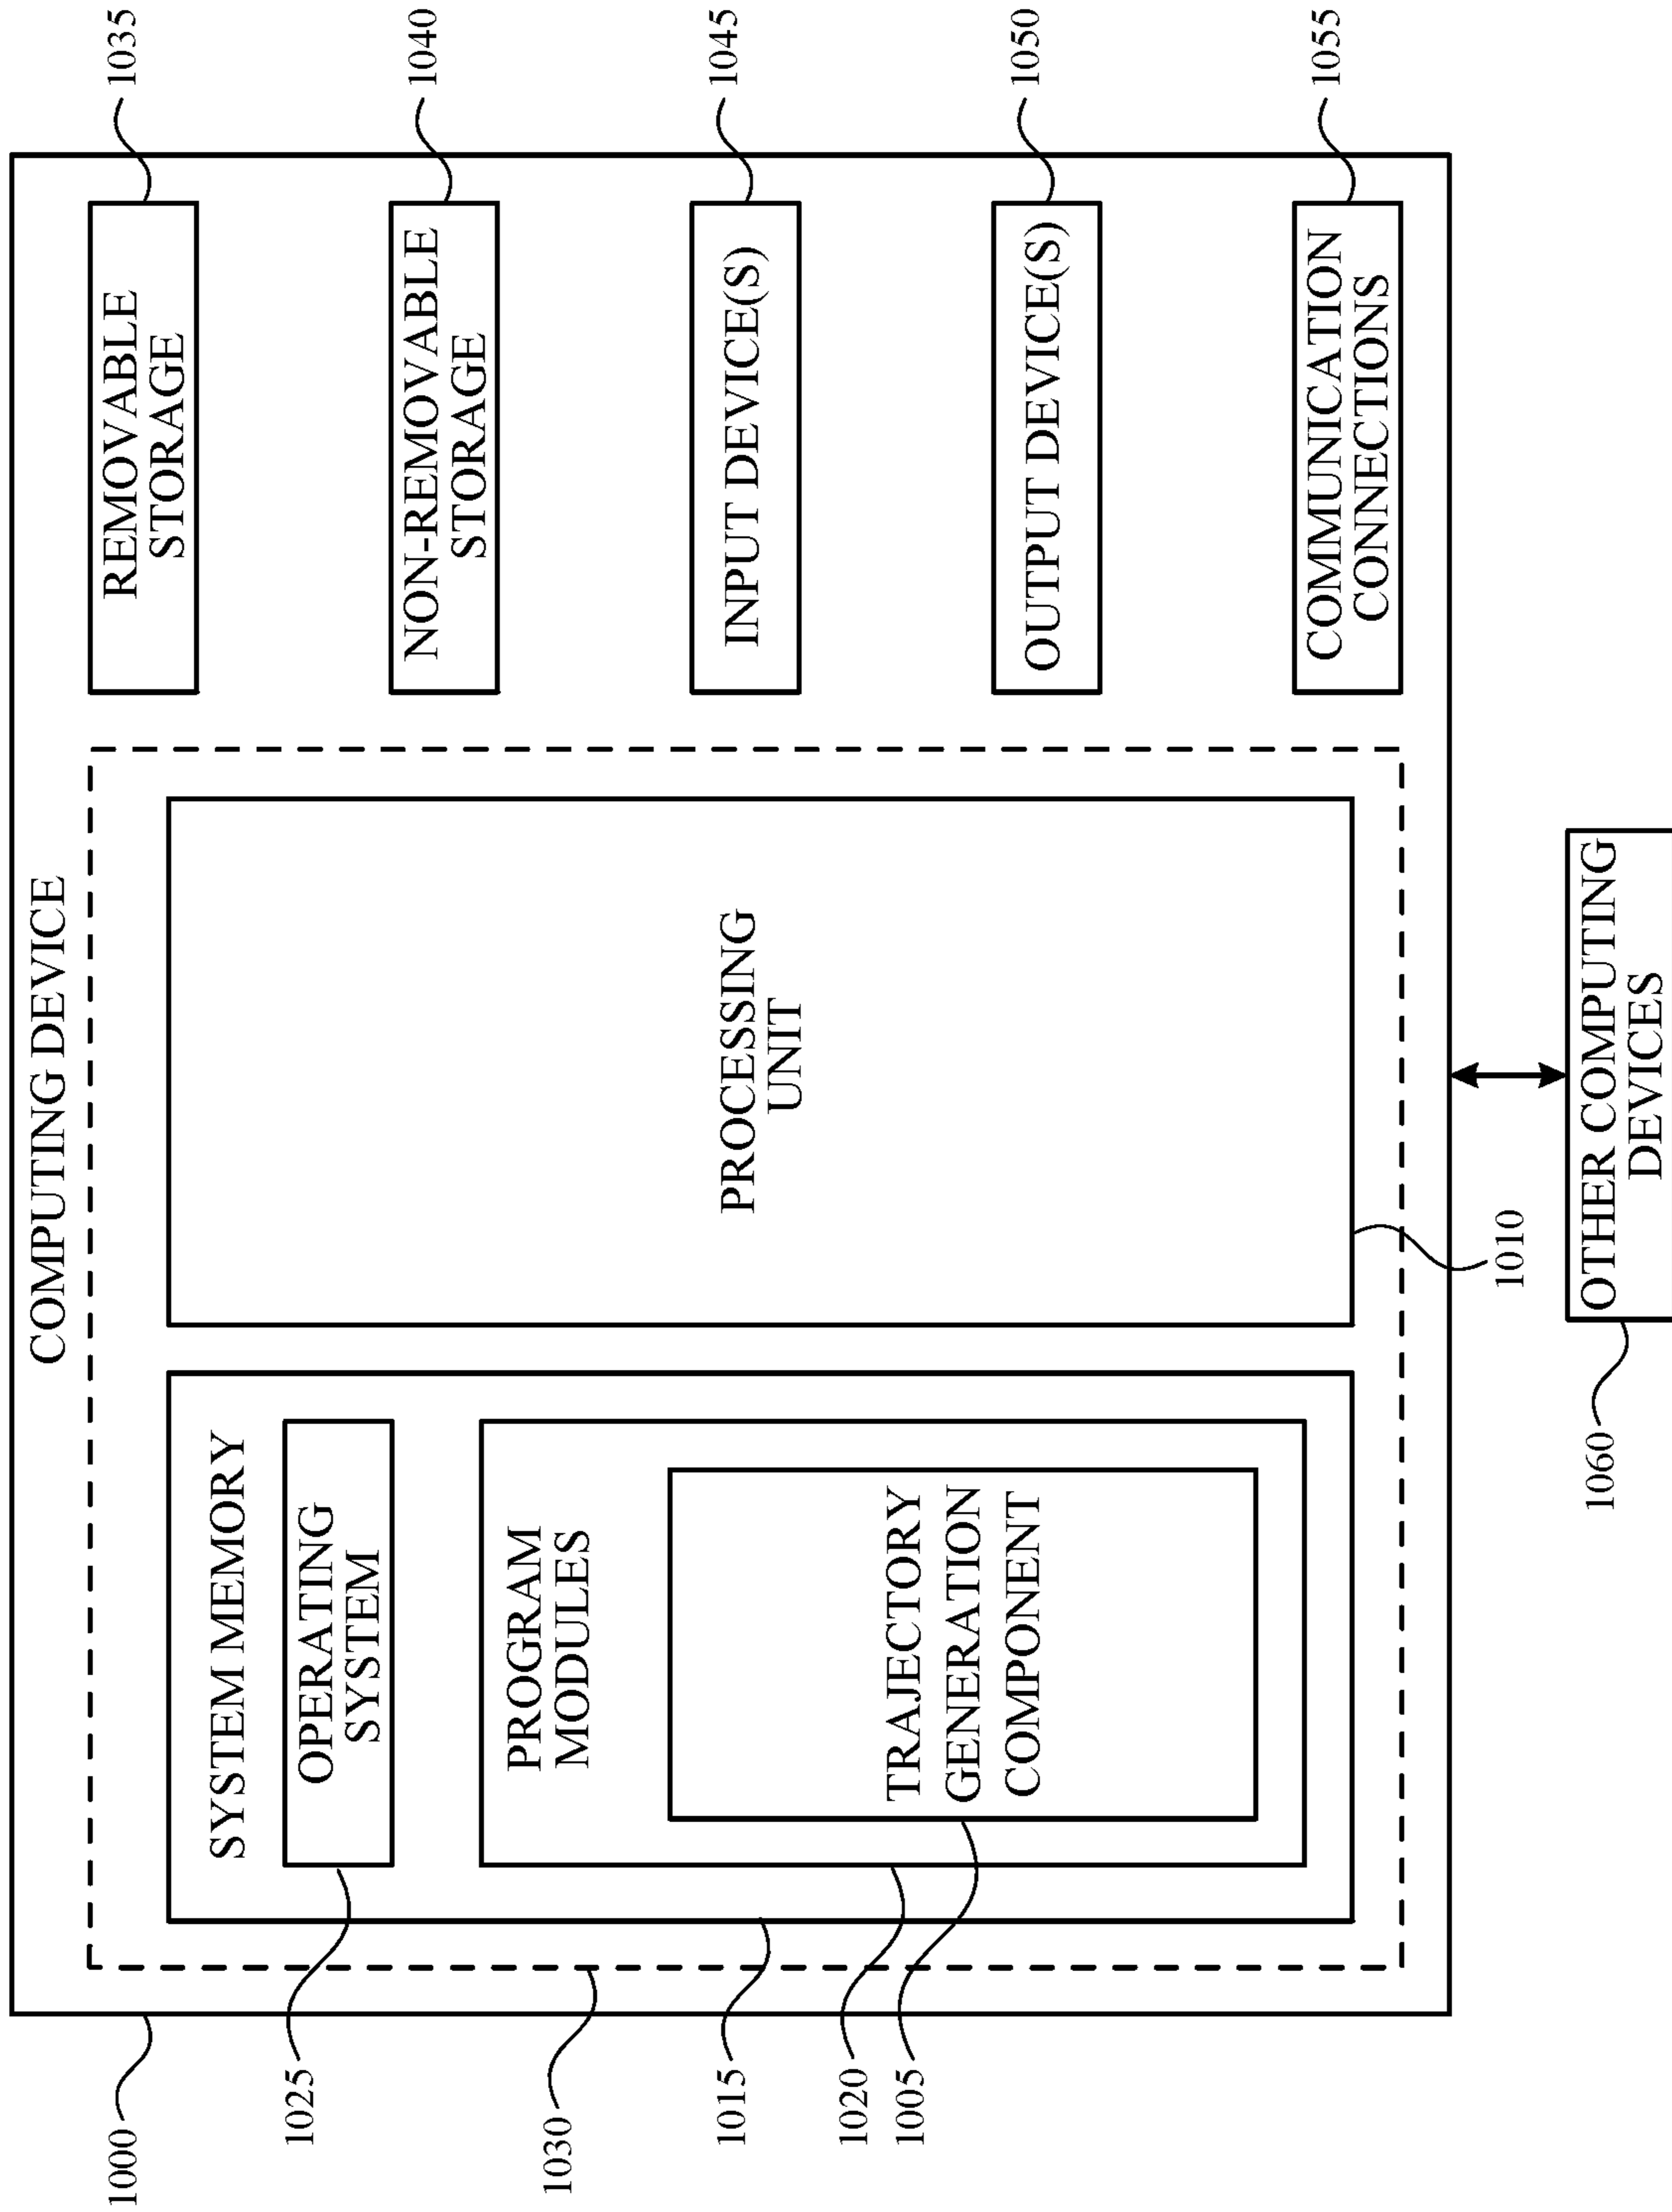 COMPUTING DEVICE
1000
SYSTEM MEMORY
OPERATING
SYSTEM
1025
1030
PROGRAM
MODULES
TRAJECTORY
GENERATION
COMPONENT
1015
1020
1005
PROCESSING
UNIT
1010
REMOVABLE
STORAGE
1035
NON-REMOVABLE
STORAGE
1040
INPUT DEVICE(S)
1045
OUTPUT DEVICE(S)
1050
COMMUNICATION
CONNECTIONS
1055
OTHER COMPUTING
DEVICES
1060